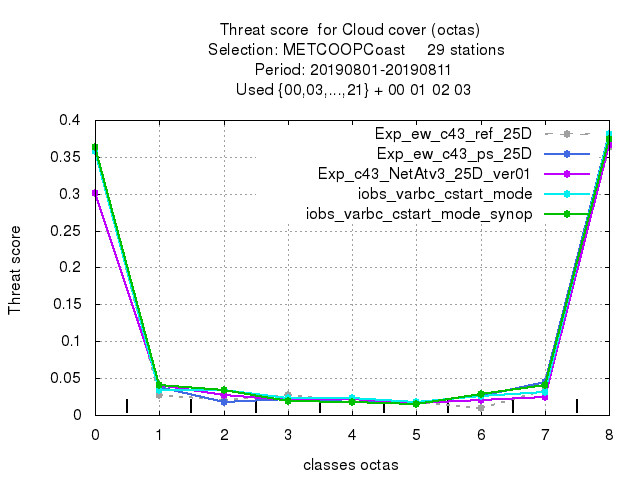 Threat score  for Cloud cover (octas)
Selection: METCOOPCoast     29 stations
Period: 20190801-20190811
Used {00,03,...,21} + 00 01 02 03
Exp_ew_c43_ref_25D
Exp_ew_c43_ps_25D
Exp_c43_NetAtv3_25D_ver01
iobs_varbc_cstart_mode
iobs_varbc_cstart_mode_synop
Threat score
0.4
0.35
0.3
0.25
0.2
0.15
0.1
0.05
0
0 1 2 3 4 5 6 7 8
classes octas